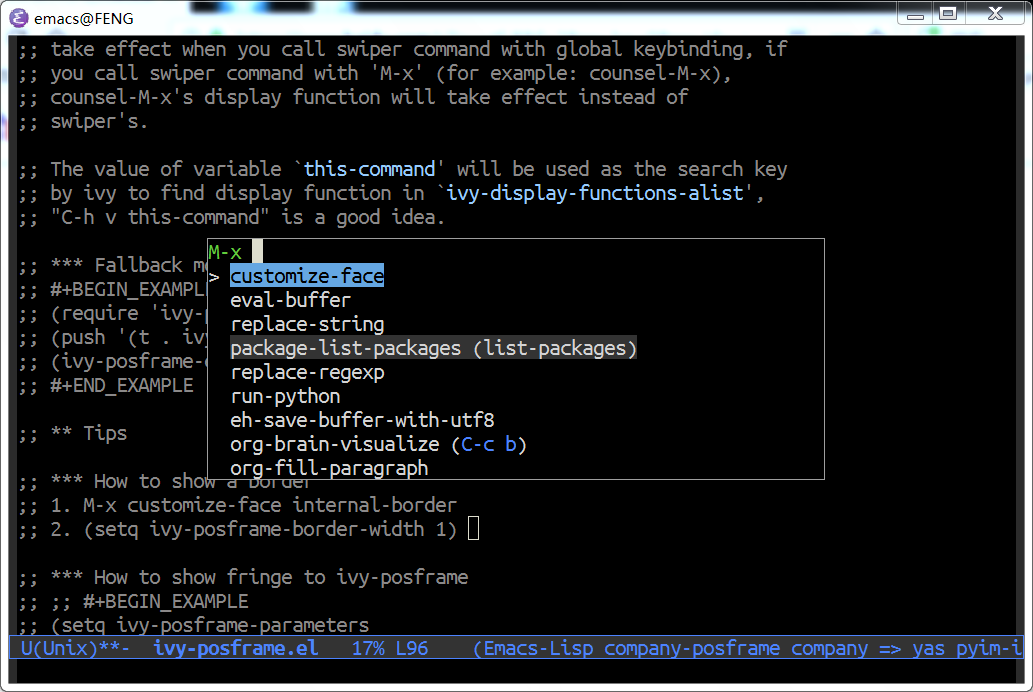 emacs@FENG
;; take effect when you call swiper command with global keybinding, if
;; you call swiper command with 'M-x' (for example: counsel-M-x),
;; counsel-M-x's display function will take effect instead of
;; swiper's.
;; The value of variable `this-command' will be used as the search key
;; by ivy to find display function in `ivy-display-functions-alist',
;; "C-h v this-command" is a good idea.
;; *** Fallback
;; #+BEGIN_EXAMPL
;; (require 'ivy-
;; (push '(t . iv
;; (ivy-posframe-
;; #+END_EXAMPLE
M-x
> customize-face
eval-buffer
replace-string
package-list-packages (list-packages)
replace-regexp
run-python
eh-save-buffer-with-utf8
org-brain-visualize (C-c b)
org-fill-paragraph
;; ** Tips
;; *** How to show a border
;; 1. M-x customize-face internal-border
;; 2. (setq ivy-posframe-border-width 1)
;; *** How to show fringe to ivy-posframe
;; ;; #+BEGIN_EXAMPLE
;; (setq ivy-posframe-parameters
U(Unix)**- ivy-posframe.el 17% L96 (Emacs-Lisp company-posframe company => yas pyim-i